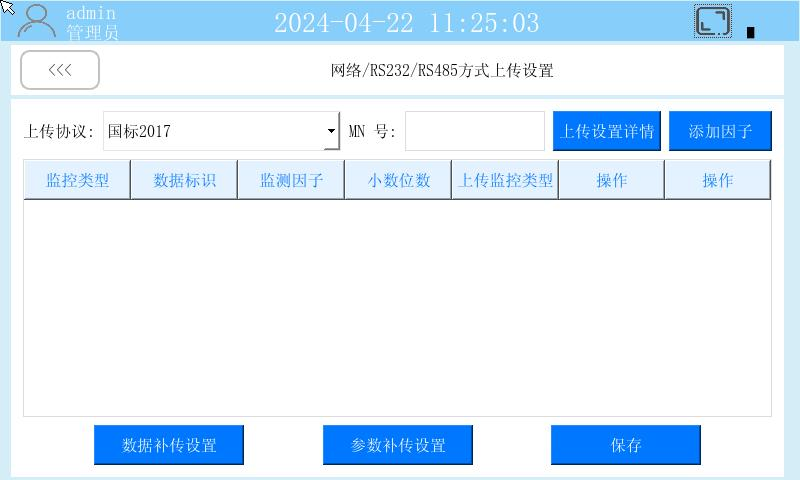 admin
管理员
2024-04-22 11:25:03
<<<
网络/RS232/RS485方式上传设置
上传协议: 国标2017 MN 号: 上传设置详情 添加因子
监控类型 数据标识 监测因子 小数位数 上传监控类型 操作 操作
数据补传设置 参数补传设置 保存